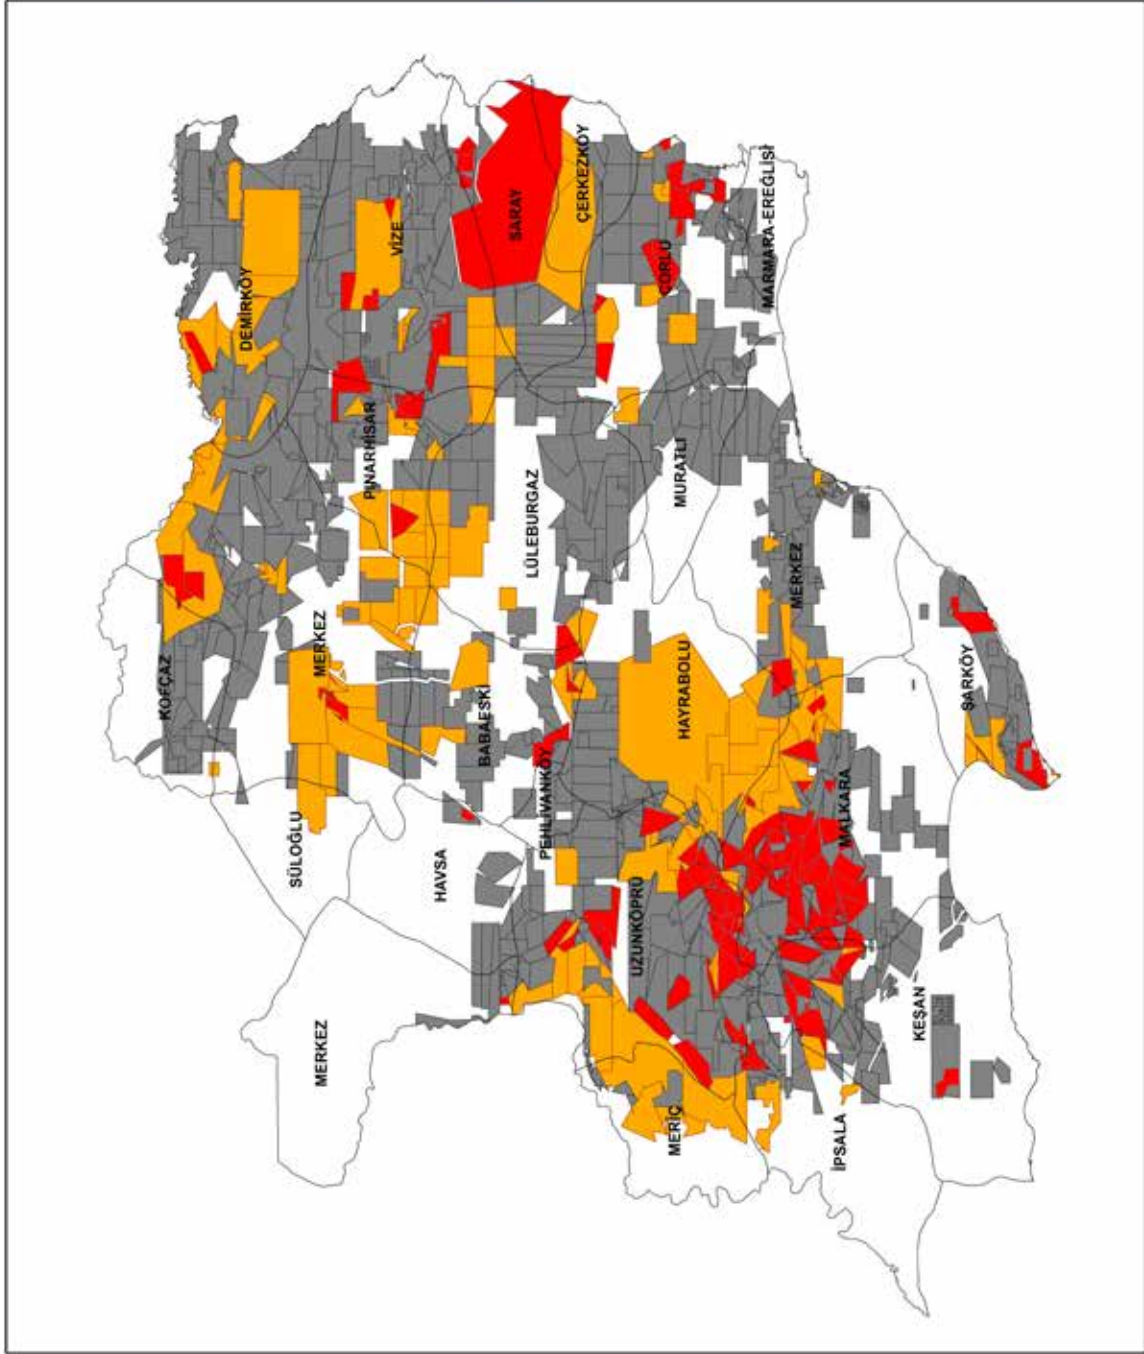 KOFÇAZ
DEMİRKÖY
SÜLOĞLU
MERKEZ
PINARHİSAR
VİZE
MERKEZ
HAVSA
BABAESKİ
LÜLEBURGAZ
SARAY
PEHLİVANKÖY
ÇERKEZKÖY
UZUNKÖPRÜ
HAYRABOLU
MURATLI
ÇORLU
MERİÇ
MERKEZ
MARMARA-EREĞLİSİ
MALKARA
İPSALA
KEŞAN
ŞARKÖY